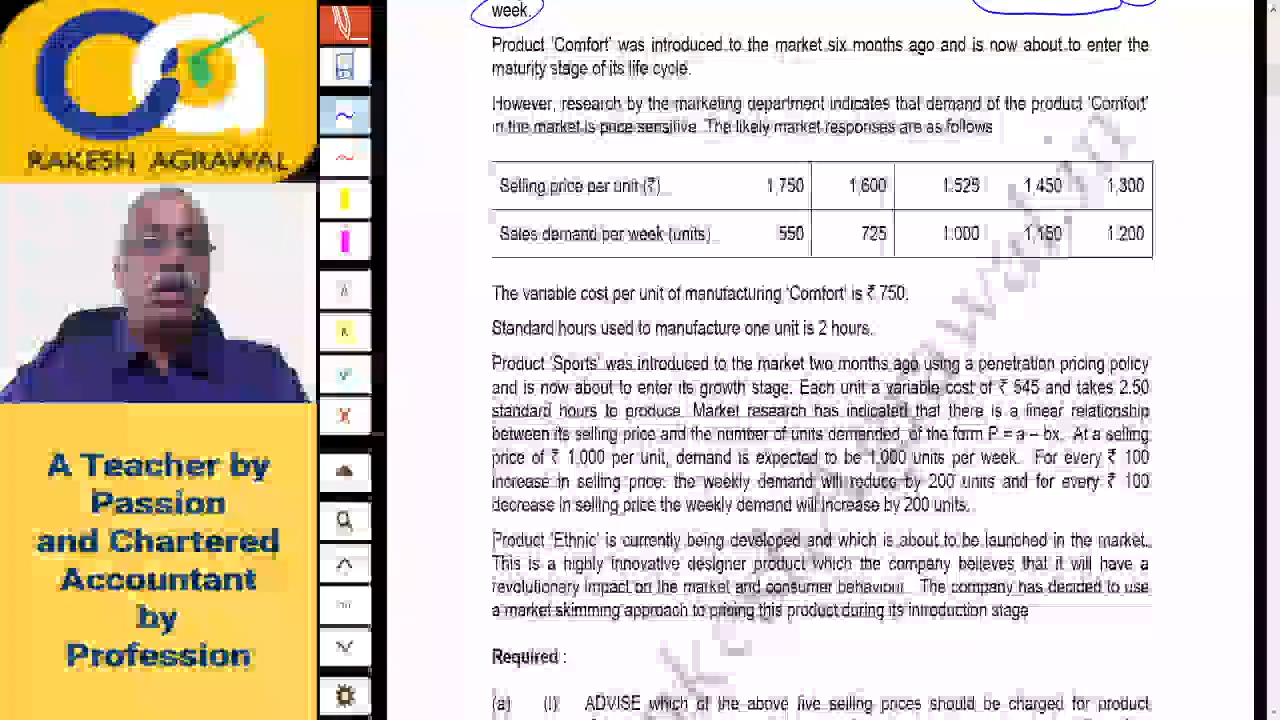 RAKESH AGRAWAL
A Teacher by
Passion
and Chartered
Accountant
by
Profession
week.
Product 'Comfort' was introduced to the market six months ago and is now about to enter the
maturity stage of its life cycle.
However, research by the marketing department indicates that demand of the product 'Comfort'
in the market is price sensitive. The likely market responses are as follows
Selling price per unit (₹) 1,750 1,600 1,525 1,450 1,300
Sales demand per week (units) 550 725 1,000 1,150 1,200
The variable cost per unit of manufacturing 'Comfort' is ₹ 750.
Standard hours used to manufacture one unit is 2 hours.
Product 'Sports' was introduced to the market two months ago using a penetration pricing policy
and is now about to enter its growth stage. Each unit a variable cost of ₹ 545 and takes 2.50
standard hours to produce. Market research has indicated that there is a linear relationship
between its selling price and the number of units demanded, of the form P = a – bx. At a selling
price of ₹ 1,000 per unit, demand is expected to be 1,000 units per week. For every ₹ 100
increase in selling price, the weekly demand will reduce by 200 units and for every ₹ 100
decrease in selling price the weekly demand will increase by 200 units.
Product 'Ethnic' is currently being developed and which is about to be launched in the market.
This is a highly innovative designer product which the company believes that it will have a
revolutionary impact on the market and consumer behaviour. The company has decided to use
a market skimming approach to pricing this product during its introduction stage
Required :
(a) (i) ADVISE which of the above five selling prices should be charged for product